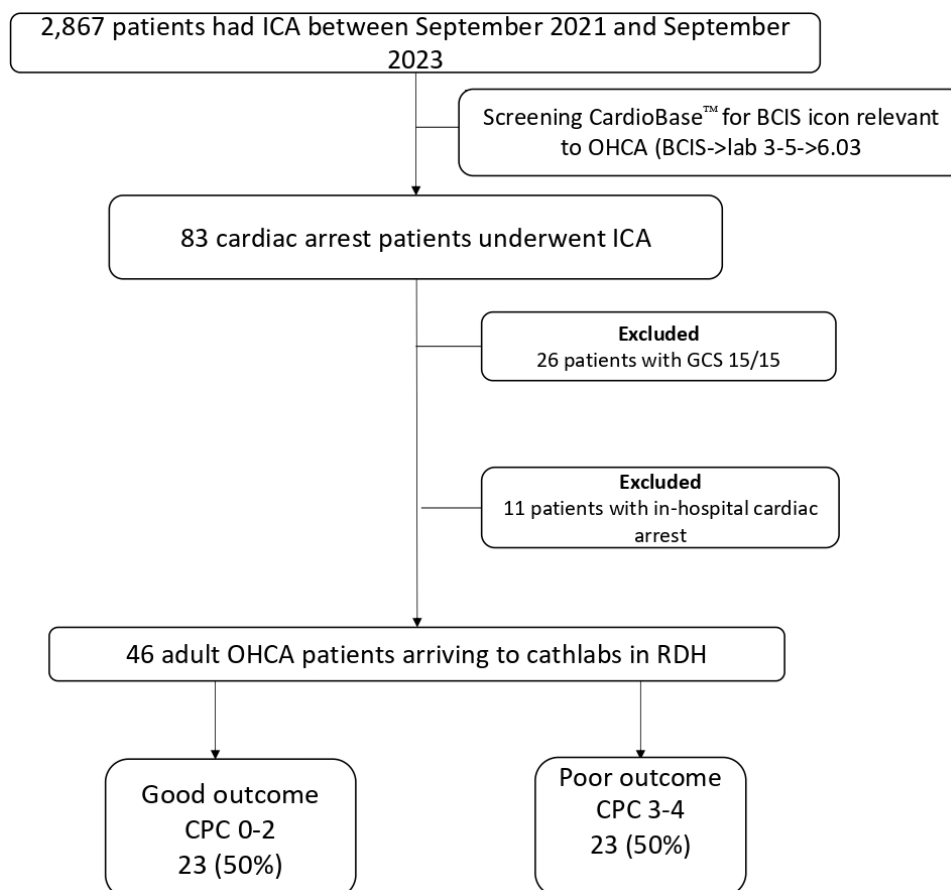 2,867 patients had ICA between September 2021 and September
2023
Screening CardioBase™ for BCIS icon relevant
to OHCA (BCIS->lab 3-5->6.03
83 cardiac arrest patients underwent ICA
Excluded
26 patients with GCS 15/15
Excluded
11 patients with in-hospital cardiac
arrest
46 adult OHCA patients arriving to cathlabs in RDH
Good outcome
CPC 0-2
23 (50%)
Poor outcome
CPC 3-4
23 (50%)